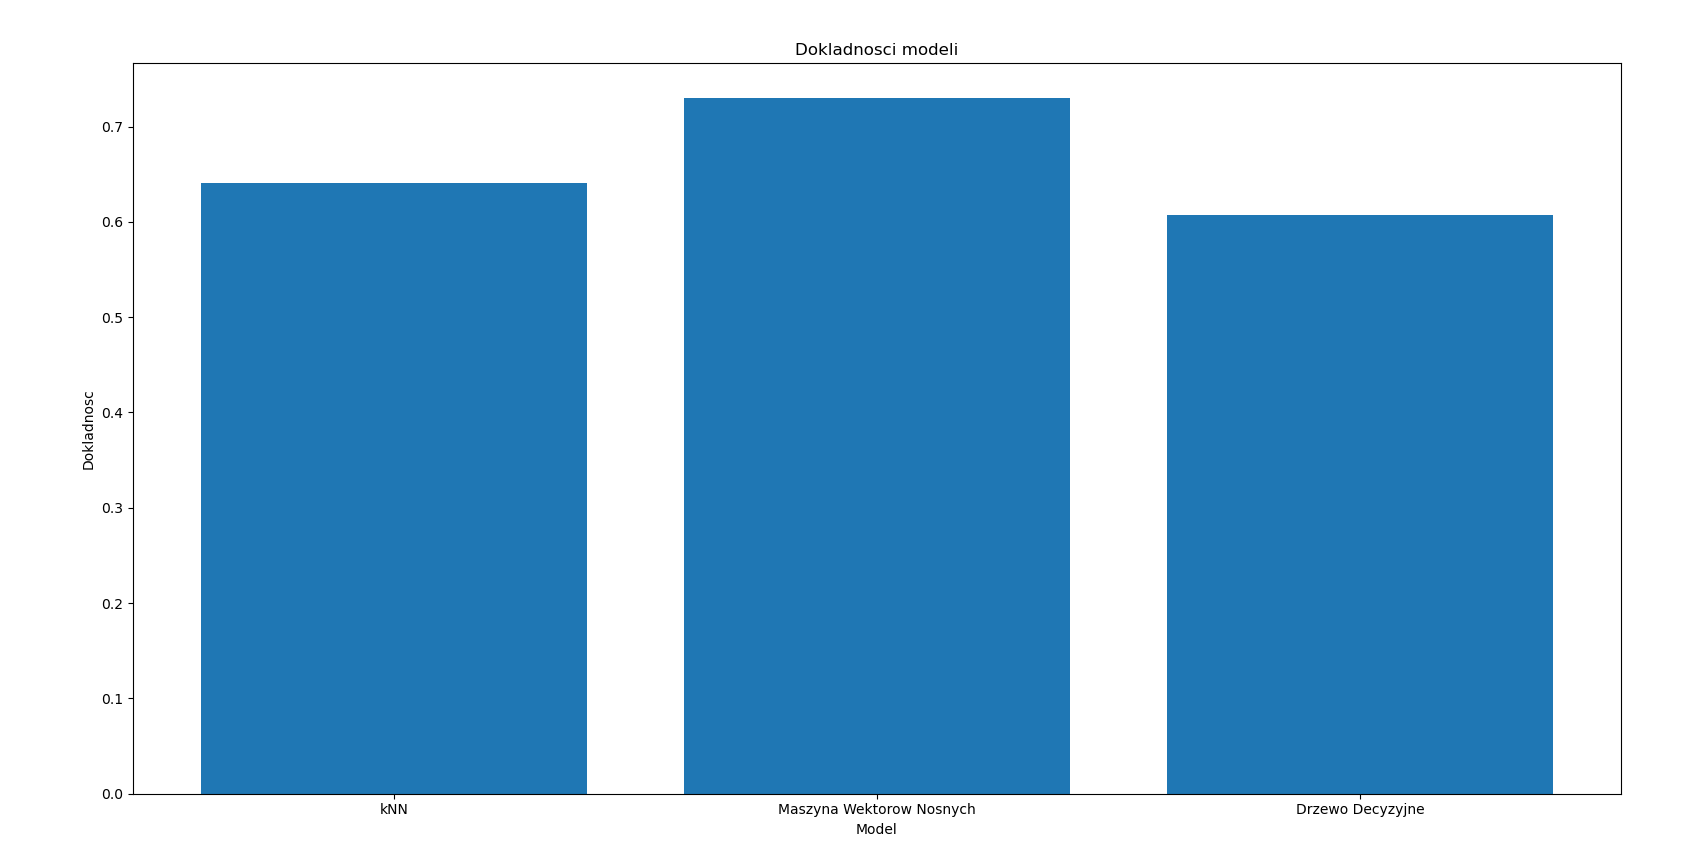 Dokladnosci modeli
0.7
0.6
0.5
0.4
0.3
0.2
0.1
0.0
Dokladnosc
kNN
Maszyna Wektorow Nosnych
Drzewo Decyzyjne
Model